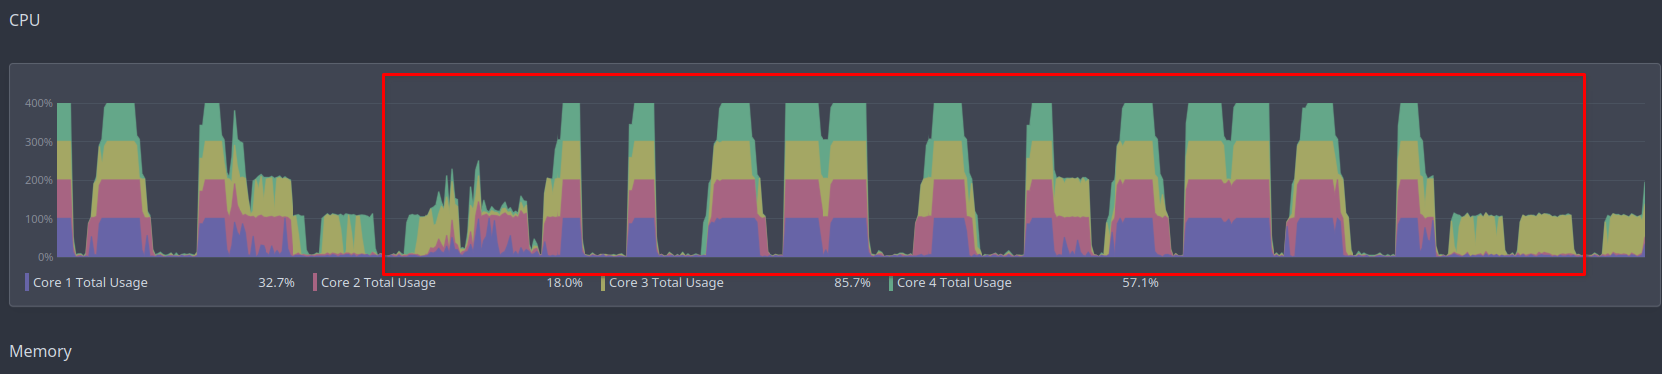 CPU
400%
300%
200%
100%
0%
Core 1 Total Usage 32.7% Core 2 Total Usage 18.0% Core 3 Total Usage 85.7% Core 4 Total Usage 57.1%
Memory